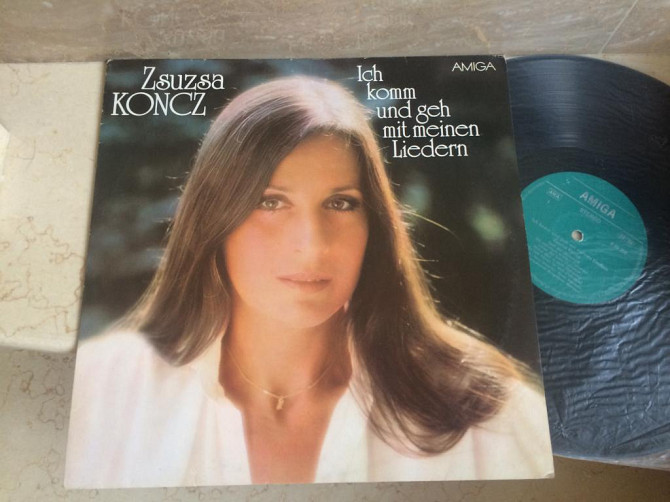 Zsuzsa
KONCZ
Ich
komm
und geh
mit meinen
Liedern
AMIGA
AMIGA